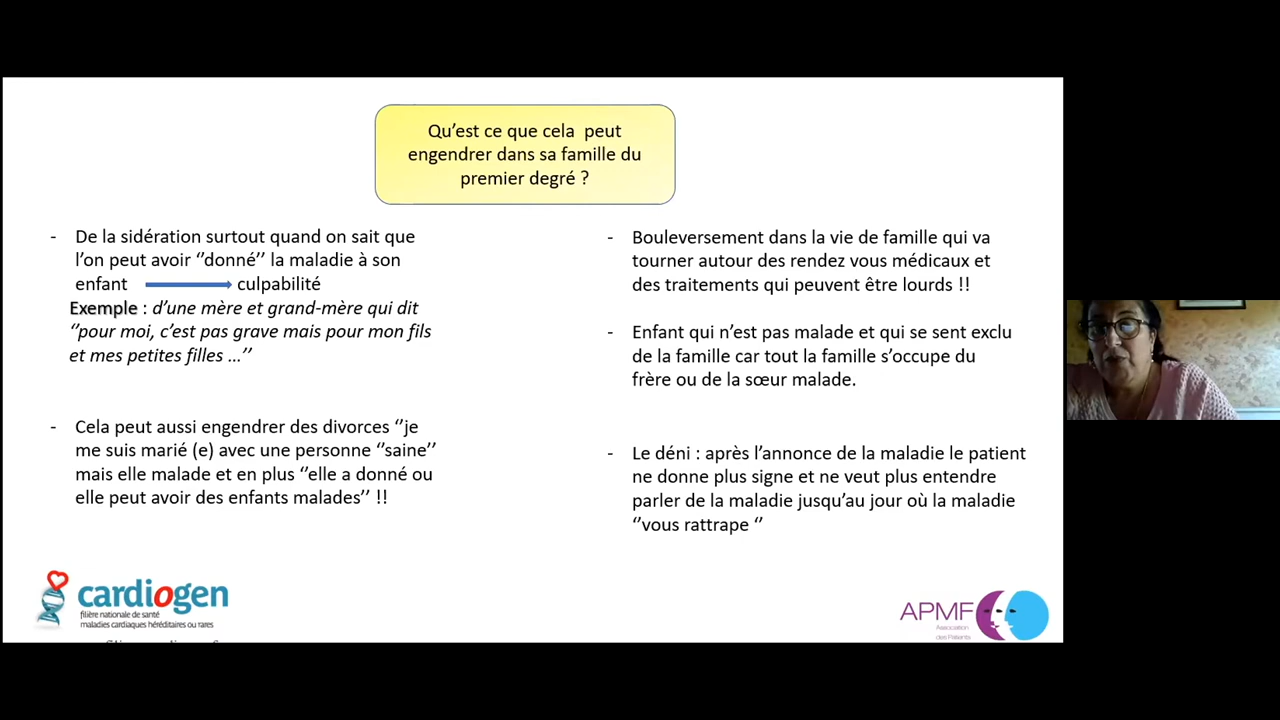 Qu’est ce que cela peut
engendrer dans sa famille du
premier degré ?
- De la sidération surtout quand on sait que
l’on peut avoir ‘’donné’’ la maladie à son
enfant culpabilité
Exemple : d’une mère et grand-mère qui dit
‘’pour moi, c’est pas grave mais pour mon fils
et mes petites filles …’’
- Cela peut aussi engendrer des divorces ‘’je
me suis marié (e) avec une personne ‘’saine’’
mais elle malade et en plus ‘’elle a donné ou
elle peut avoir des enfants malades’’ !!
- Bouleversement dans la vie de famille qui va
tourner autour des rendez vous médicaux et
des traitements qui peuvent être lourds !!
- Enfant qui n’est pas malade et qui se sent exclu
de la famille car tout la famille s’occupe du
frère ou de la sœur malade.
- Le déni : après l’annonce de la maladie le patient
ne donne plus signe et ne veut plus entendre
parler de la maladie jusqu’au jour où la maladie
‘’vous rattrape ‘’
cardiogen
filière nationale de santé
maladies cardiaques héréditaires ou rares
APMF
Association
des Patients